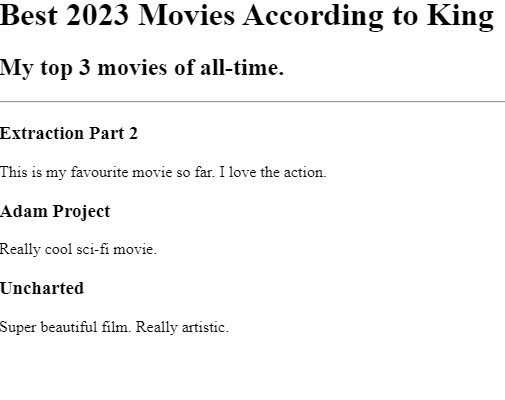 Best 2023 Movies According to King
My top 3 movies of all-time.
Extraction Part 2
This is my favourite movie so far. I love the action.
Adam Project
Really cool sci-fi movie.
Uncharted
Super beautiful film. Really artistic.